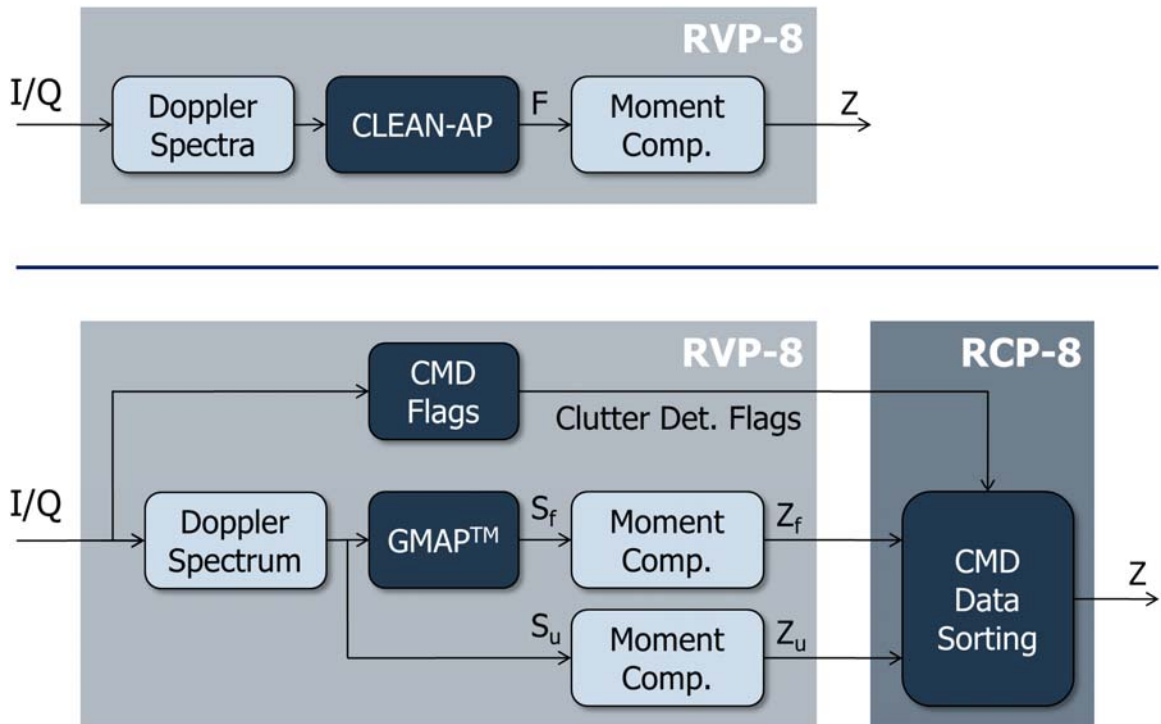 RVP-8
I/Q
Doppler
Spectra
CLEAN-AP
F
Moment
Comp.
Z
RVP-8
RCP-8
CMD
Flags
Clutter Det. Flags
I/Q
Doppler
Spectrum
GMAP™
Sf
Moment
Comp.
Zf
CMD
Data
Sorting
Z
Su
Moment
Comp.
Zu